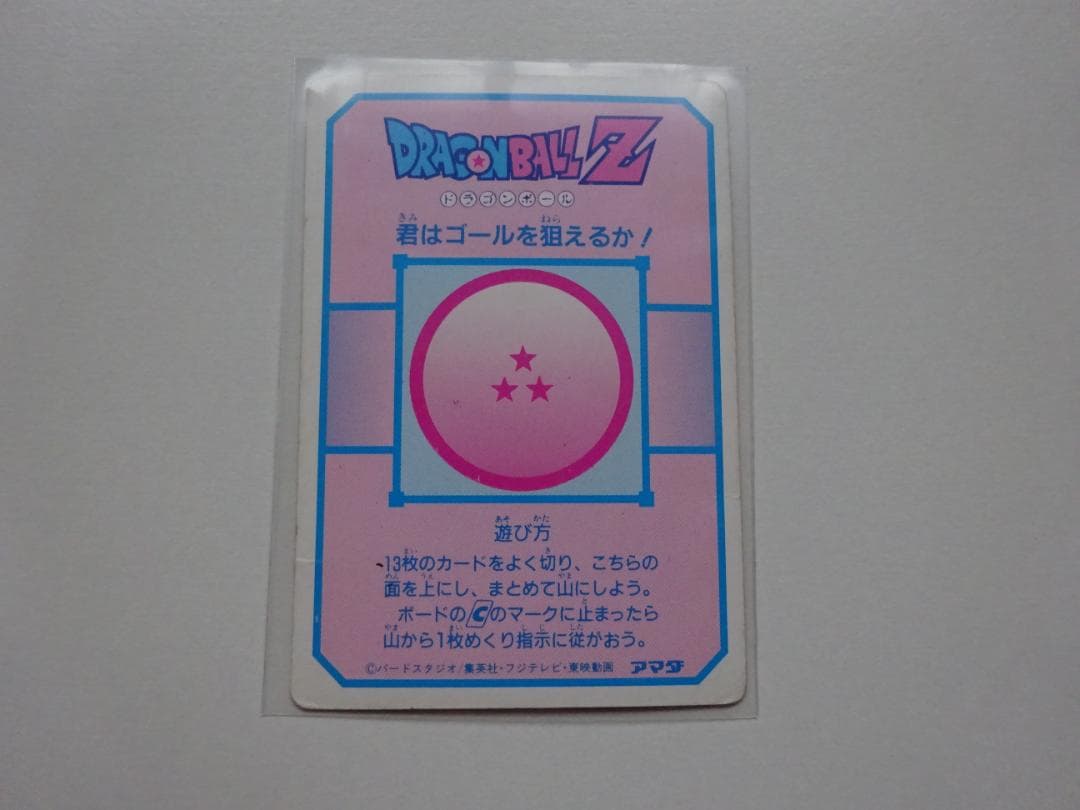 DRAGONBALL Z
ドラゴンボール
君はゴールを狙えるか!
遊び方
13枚のカードをよく切り、こちらの
面を上にし、まとめて山にしよう。
ボードのCのマークに止まったら
山から1枚めくり指示に従がおう。
©バードスタジオ/集英社・フジテレビ・東映動画 アマダ